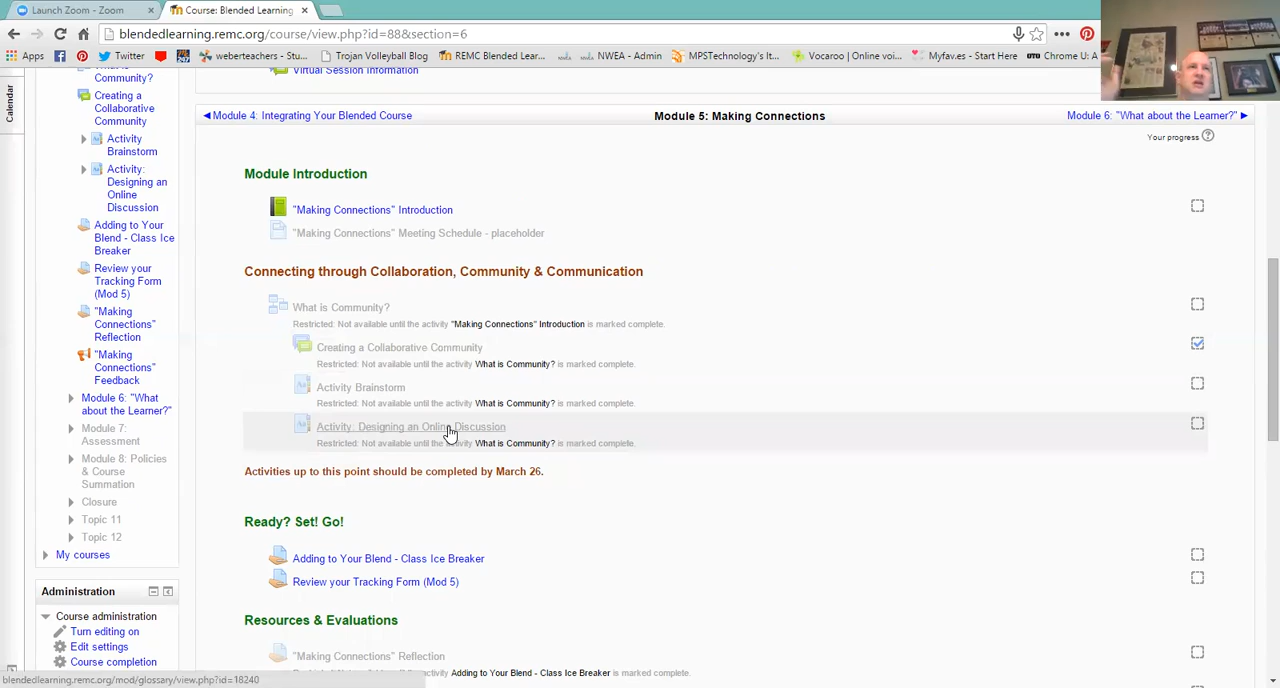 Launch Zoom - Zoom
Course: Blended Learning
blendedlearning.remc.org/course/view.php?id=88&section=6
Apps
Twitter
weberteachers - Stu...
Trojan Volleyball Blog
REMC Blended Lear...
NWEA - Admin
MPSTechnology's It...
Vocaroo | Online voi...
Myfav.es - Start Here
Chrome U: A
Calendar
Community?
Creating a
Collaborative
Community
Activity
Brainstorm
Activity:
Designing an
Online
Discussion
Adding to Your
Blend - Class Ice
Breaker
Review your
Tracking Form
(Mod 5)
"Making
Connections"
Reflection
"Making
Connections"
Feedback
Module 6: "What
about the Learner?"
Module 7:
Assessment
Module 8: Policies
& Course
Summation
Closure
Topic 11
Topic 12
My courses
Administration
Course administration
Turn editing on
Edit settings
Course completion
Virtual Session Information
Module 4: Integrating Your Blended Course
Module 5: Making Connections
Module 6: "What about the Learner?"
Your progress
Module Introduction
"Making Connections" Introduction
"Making Connections" Meeting Schedule - placeholder
Connecting through Collaboration, Community & Communication
What is Community?
Restricted: Not available until the activity "Making Connections" Introduction is marked complete.
Creating a Collaborative Community
Restricted: Not available until the activity What is Community? is marked complete.
Activity Brainstorm
Restricted: Not available until the activity What is Community? is marked complete.
Activity: Designing an Online Discussion
Restricted: Not available until the activity What is Community? is marked complete.
Activities up to this point should be completed by March 26.
Ready? Set! Go!
Adding to Your Blend - Class Ice Breaker
Review your Tracking Form (Mod 5)
Resources & Evaluations
"Making Connections" Reflection
activity Adding to Your Blend - Class Ice Breaker is marked complete.
blendedlearning.remc.org/mod/glossary/view.php?id=18240